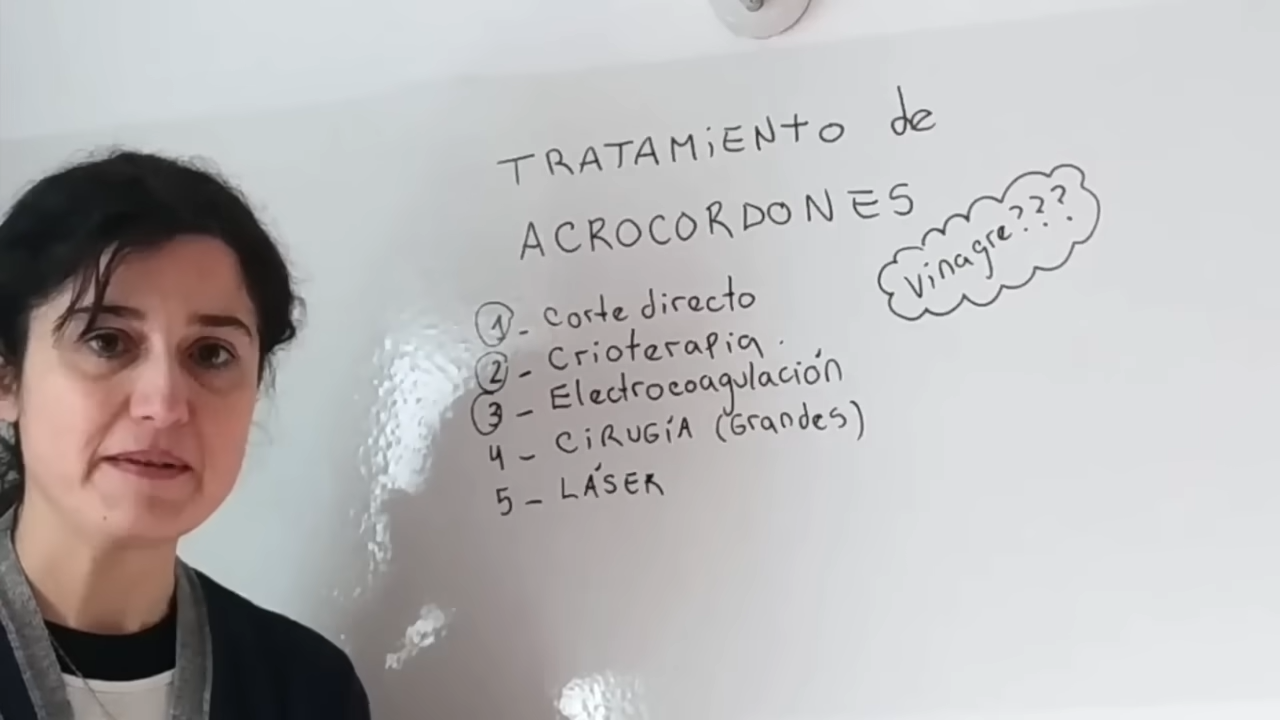 TRATAMiENTO de
ACROCORDONES
vinagre???
1 - Corte directo
2 - Crioterapia.
3 - Electrocoagulación
4 - CiRUGÍA (Grandes)
5 - LÁSER